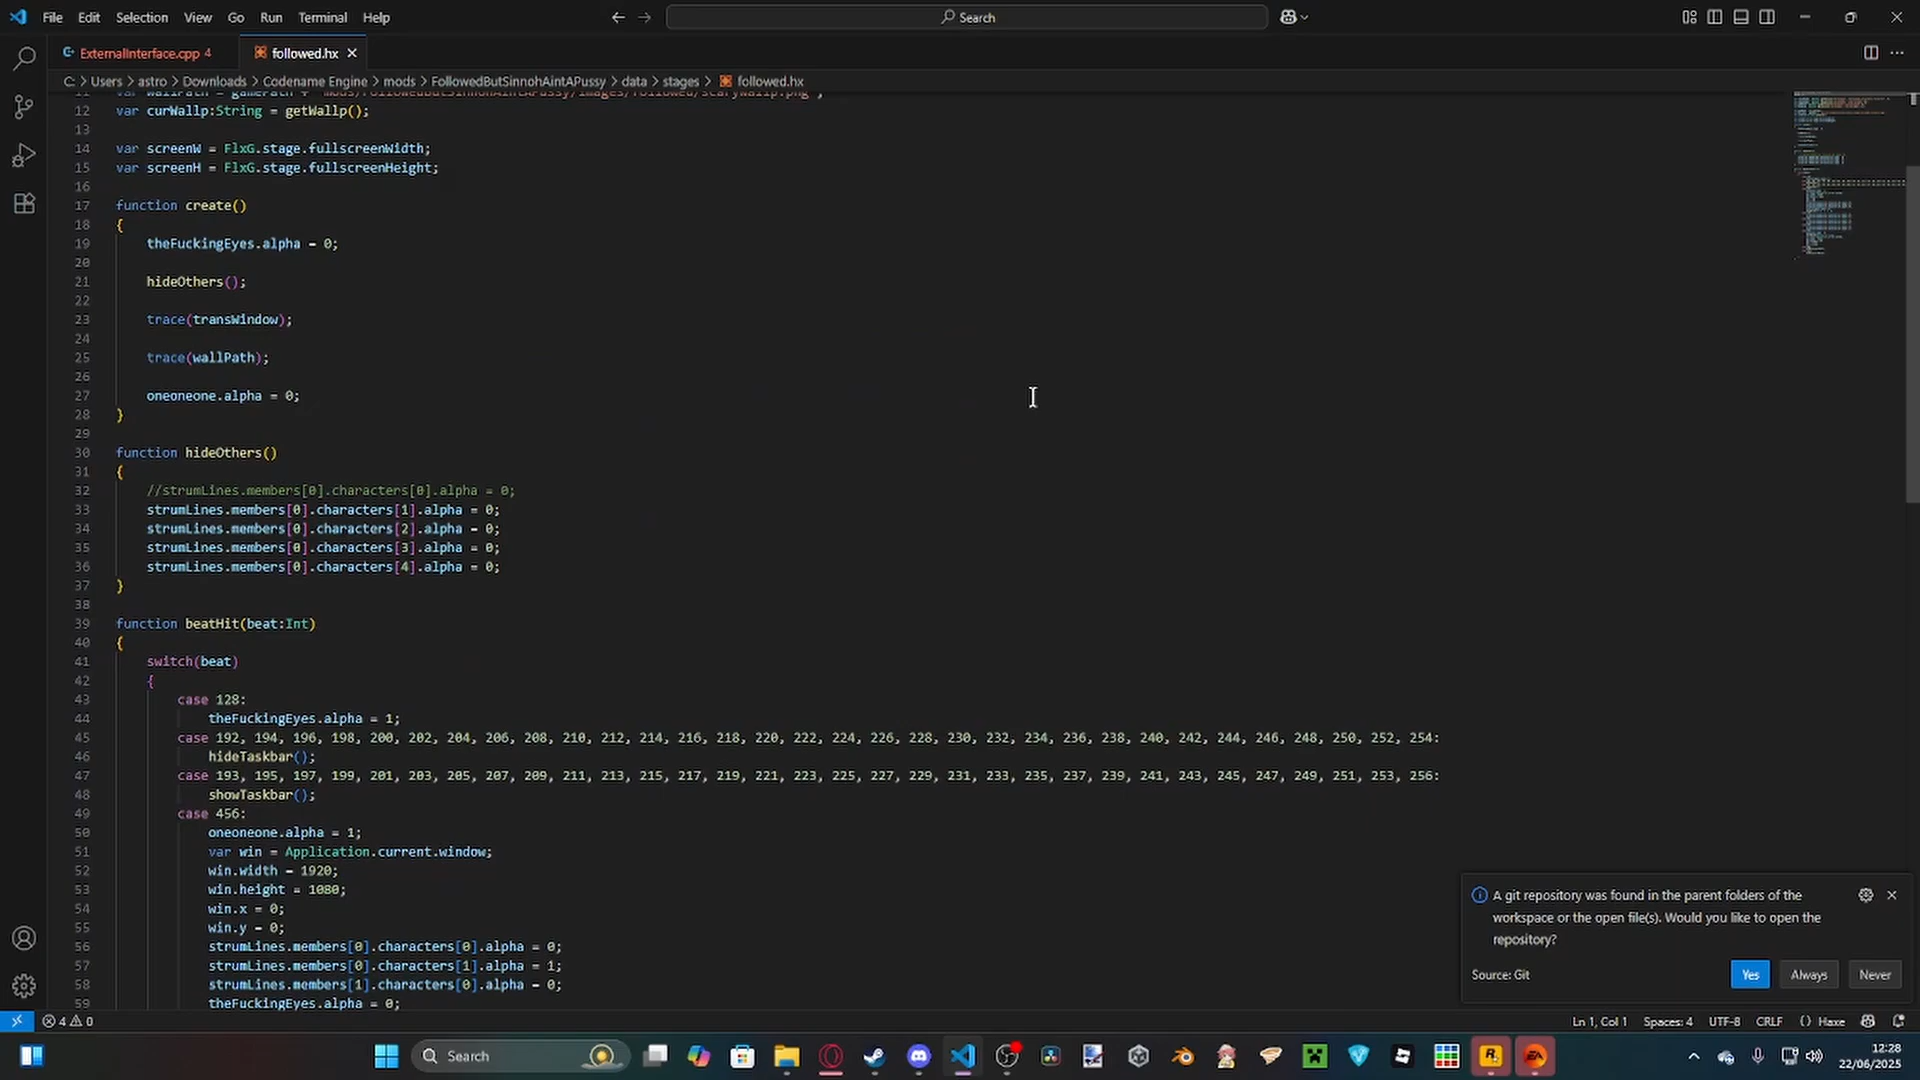 File Edit Selection View Go Run Terminal Help
Search
ExternalInterface.cpp 4
followed.hx
C: > Users > astro > Downloads > Codename Engine > mods > FollowedButSinnohAintAPussy > data > stages > followed.hx
12 var curWallp:String = getWallp();
13
14 var screenW = FlxG.stage.fullscreenWidth;
15 var screenH = FlxG.stage.fullscreenHeight;
16
17 function create()
18 {
19 theFuckingEyes.alpha = 0;
20
21 hideOthers();
22
23 trace(transWindow);
24
25 trace(wallPath);
26
27 oneoneone.alpha = 0;
28 }
29
30 function hideOthers()
31 {
32 //strumLines.members[0].characters[0].alpha = 0;
33 strumLines.members[0].characters[1].alpha = 0;
34 strumLines.members[0].characters[2].alpha = 0;
35 strumLines.members[0].characters[3].alpha = 0;
36 strumLines.members[0].characters[4].alpha = 0;
37 }
38
39 function beatHit(beat:Int)
40 {
41 switch(beat)
42 {
43 case 128:
44 theFuckingEyes.alpha = 1;
45 case 192, 194, 196, 198, 200, 202, 204, 206, 208, 210, 212, 214, 216, 218, 220, 222, 224, 226, 228, 230, 232, 234, 236, 238, 240, 242, 244, 246, 248, 250, 252, 254:
46 hideTaskbar();
47 case 193, 195, 197, 199, 201, 203, 205, 207, 209, 211, 213, 215, 217, 219, 221, 223, 225, 227, 229, 231, 233, 235, 237, 239, 241, 243, 245, 247, 249, 251, 253, 256:
48 showTaskbar();
49 case 456:
50 oneoneone.alpha = 1;
51 var win = Application.current.window;
52 win.width = 1920;
53 win.height = 1080;
54 win.x = 0;
55 win.y = 0;
56 strumLines.members[0].characters[0].alpha = 0;
57 strumLines.members[0].characters[1].alpha = 1;
58 strumLines.members[1].characters[0].alpha = 0;
59 theFuckingEyes.alpha = 0;
A git repository was found in the parent folders of the
workspace or the open file(s). Would you like to open the
repository?
Source: Git
Yes
Always
Never
4 0
Ln 1, Col 1
Spaces: 4
UTF-8
CRLF
{} Haxe
Search
12:28
22/06/2025